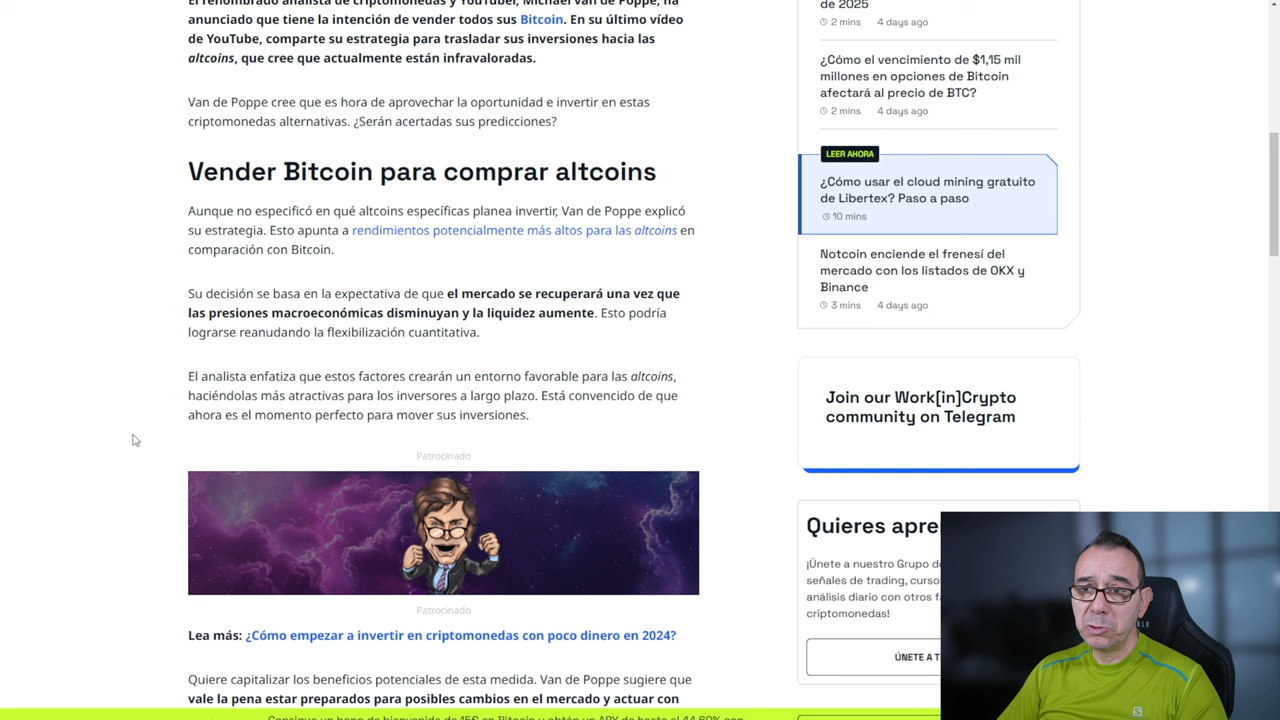 El renombrado analista de criptomonedas y YouTuber, Michaël van de Poppe, ha
anunciado que tiene la intención de vender todos sus Bitcoin. En su último vídeo
de YouTube, comparte su estrategia para trasladar sus inversiones hacia las
altcoins, que cree que actualmente están infravaloradas.
Van de Poppe cree que es hora de aprovechar la oportunidad e invertir en estas
criptomonedas alternativas. ¿Serán acertadas sus predicciones?
Vender Bitcoin para comprar altcoins
Aunque no especificó en qué altcoins específicas planea invertir, Van de Poppe explicó
su estrategia. Esto apunta a rendimientos potencialmente más altos para las altcoins en
comparación con Bitcoin.
Su decisión se basa en la expectativa de que el mercado se recuperará una vez que
las presiones macroeconómicas disminuyan y la liquidez aumente. Esto podría
lograrse reanudando la flexibilización cuantitativa.
El analista enfatiza que estos factores crearán un entorno favorable para las altcoins,
haciéndolas más atractivas para los inversores a largo plazo. Está convencido de que
ahora es el momento perfecto para mover sus inversiones.
Patrocinado
Patrocinado
Lea más: ¿Cómo empezar a invertir en criptomonedas con poco dinero en 2024?
Quiere capitalizar los beneficios potenciales de esta medida. Van de Poppe sugiere que
vale la pena estar preparados para posibles cambios en el mercado y actuar con
de 2025
2 mins 4 days ago
¿Cómo el vencimiento de $1,15 mil
millones en opciones de Bitcoin
afectará al precio de BTC?
2 mins 4 days ago
LEER AHORA
¿Cómo usar el cloud mining gratuito
de Libertex? Paso a paso
10 mins
Notcoin enciende el frenesí del
mercado con los listados de OKX y
Binance
3 mins 4 days ago
Join our Work[in]Crypto
community on Telegram
Quieres apre
¡Únete a nuestro Grupo de
señales de trading, curso
análisis diario con otros fa
criptomonedas!
ÚNETE A T